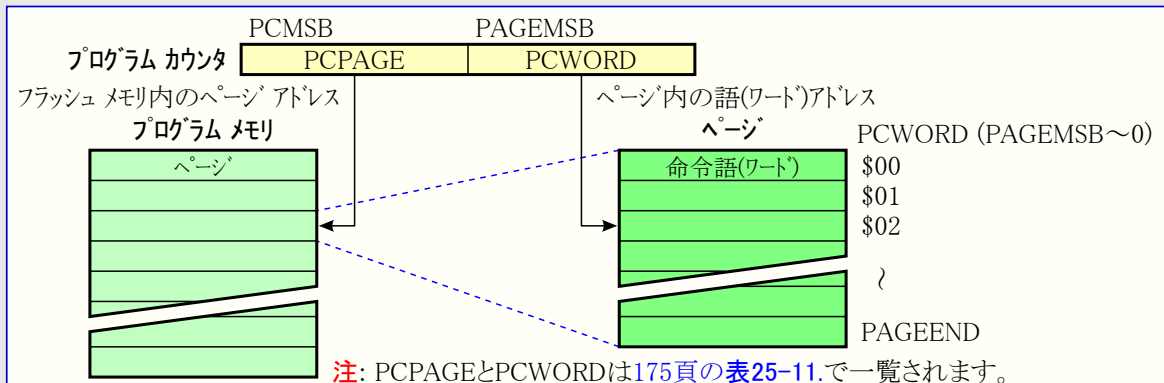 PCMSB PAGEMSB
プログラム カウンタ PCPAGE PCWORD
フラッシュ メモリ内のページ アドレス ページ内の語(ワード)アドレス
プログラム メモリ ページ PCWORD (PAGEMSB～0)
ページ 命令語(ワード) $00
$01
$02
～
PAGEEND
注: PCPAGEとPCWORDは175頁の表25-11.で一覧されます。